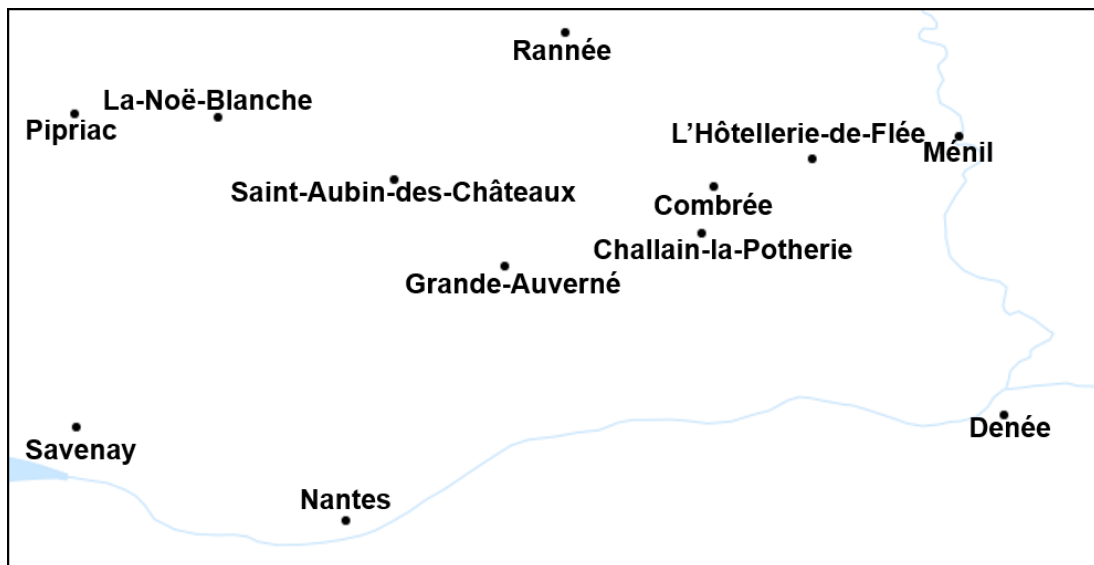 Rannée
La-Noë-Blanche
Pipriac
L’Hôtellerie-de-Flée
Ménil
Saint-Aubin-des-Châteaux
Combrée
Challain-la-Potherie
Grande-Auverné
Denée
Savenay
Nantes